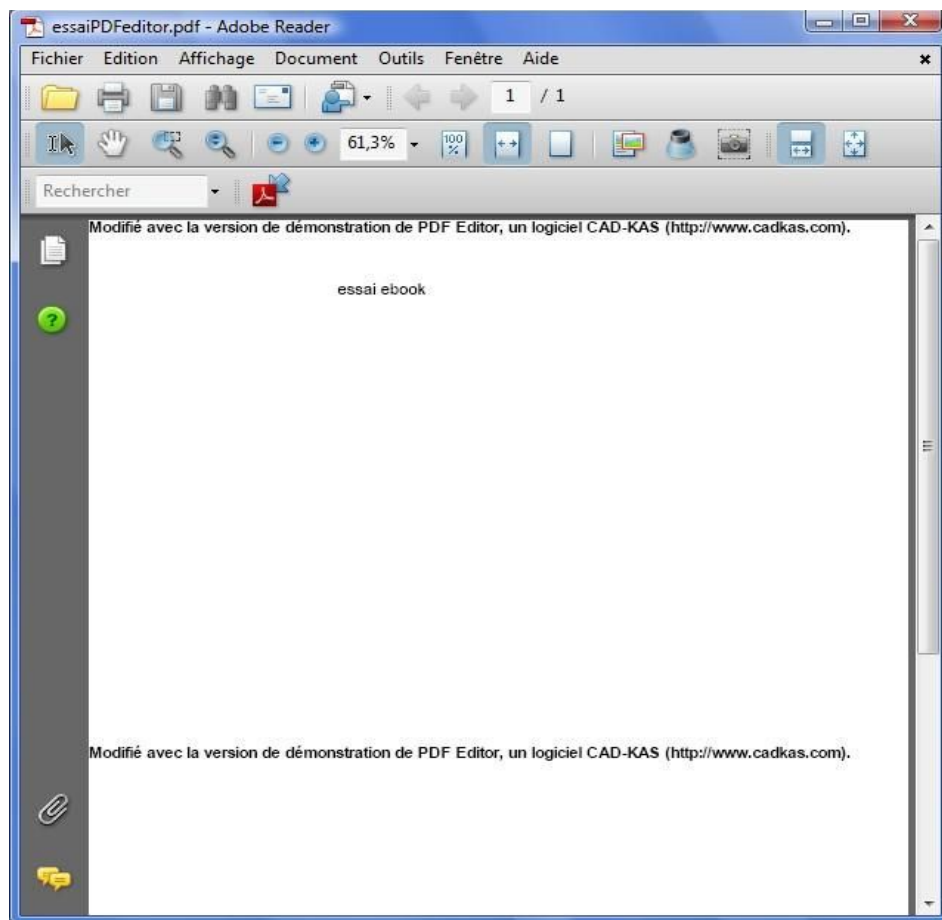 essaiPDFeditor.pdf - Adobe Reader
Fichier Edition Affichage Document Outils Fenêtre Aide
1 / 1
61,3% 100%
Rechercher
Modifié avec la version de démonstration de PDF Editor, un logiciel CAD-KAS (http://www.cadkas.com).
essai ebook
Modifié avec la version de démonstration de PDF Editor, un logiciel CAD-KAS (http://www.cadkas.com).